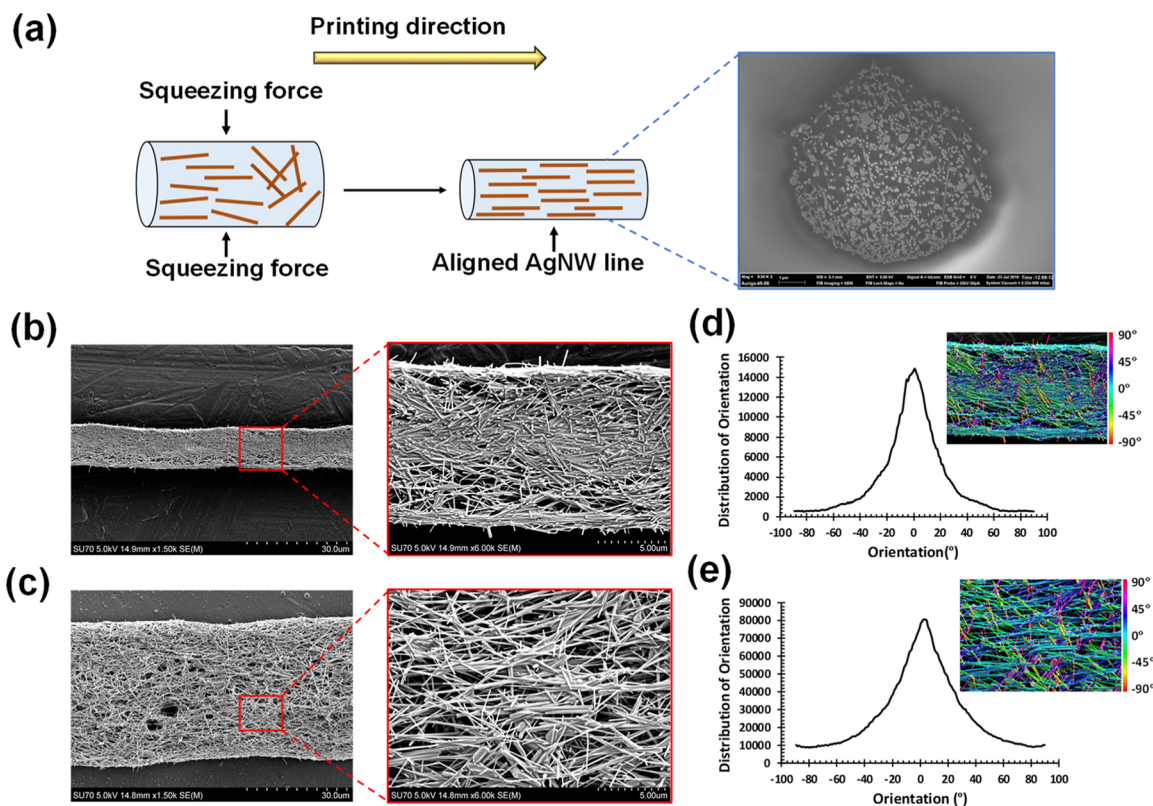 (a)
Printing direction
Squeezing force
Squeezing force
Aligned AgNW line
(b)
SU70 5.0kV 14.9mm x1.50k SE(M)
30.0um
SU70 5.0kV 14.9mm x6.00k SE(M)
5.00um
(c)
SU70 5.0kV 14.8mm x1.50k SE(M)
30.0um
SU70 5.0kV 14.8mm x6.00k SE(M)
5.00um
(d)
Distribution of Orientation
16000
14000
12000
10000
8000
6000
4000
2000
0
-100 -80 -60 -40 -20 0 20 40 60 80 100
Orientation(°)
90°
45°
0°
-45°
-90°
(e)
Distribution of Orientation
90000
80000
70000
60000
50000
40000
30000
20000
10000
0
-100 -80 -60 -40 -20 0 20 40 60 80 100
Orientation (°)
90°
45°
0°
-45°
-90°